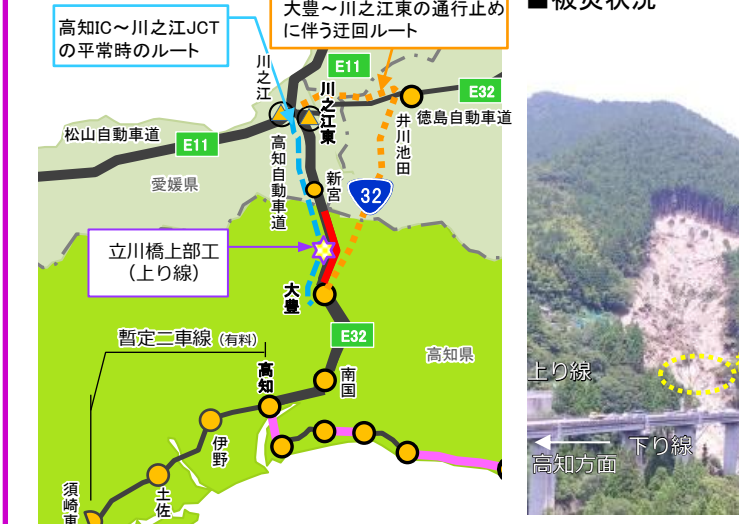 高知IC～川之江JCT
の平常時のルート
大豊～川之江東の通行止め
に伴う迂回ルート
■被災状況
E11
川之江
川之江東
E32
徳島自動車道
松山自動車道
E11
高知自動車道
井川池田
愛媛県
新宮
32
立川橋上部工
（上り線）
大豊
E32
暫定二車線（有料）
高知県
高知
南国
伊野
土佐
須崎東
上り線
下り線
高知方面